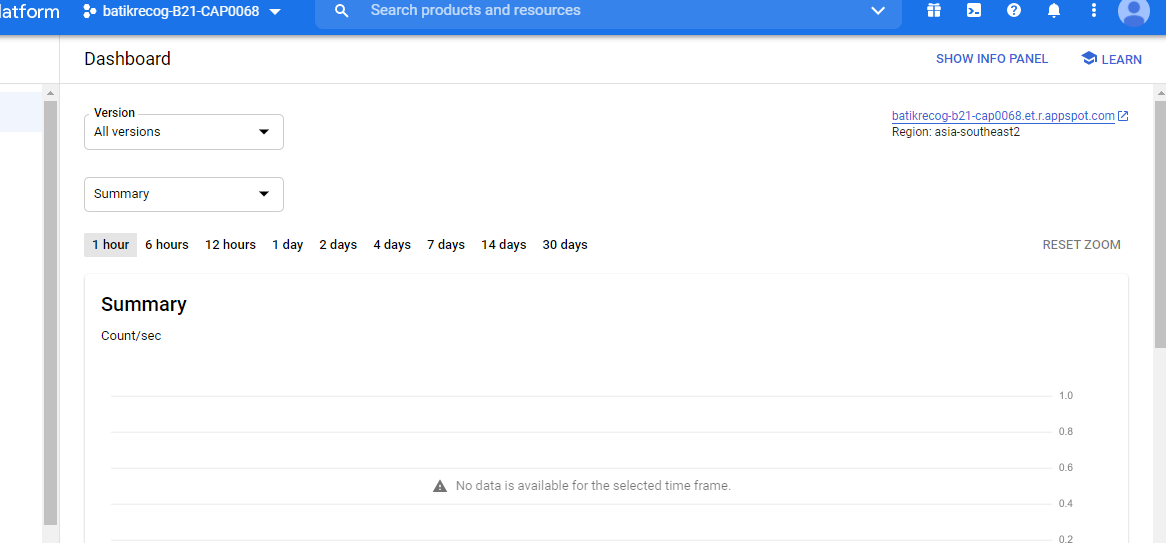 latform batikrecog-B21-CAP0068 Search products and resources
Dashboard SHOW INFO PANEL LEARN
Version
All versions
batikrecog-b21-cap0068.et.r.appspot.com
Region: asia-southeast2
Summary
1 hour 6 hours 12 hours 1 day 2 days 4 days 7 days 14 days 30 days RESET ZOOM
Summary
Count/sec
1.0
0.8
0.6
No data is available for the selected time frame.
0.4
0.2